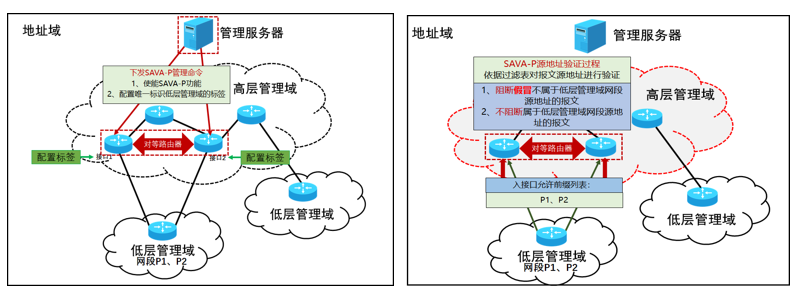 地址域
管理服务器
下发SAVA-P管理命令
1、使能SAVA-P功能
2、配置唯一标识低层管理域的标签
高层管理域
对等路由器
配置标签
接口1
接口2
配置标签
低层管理域
低层管理域
网段P1、P2
地址域
管理服务器
SAVA-P源地址验证过程
依据过滤表对报文源地址进行验证
1、阻断假冒不属于低层管理域网段
源地址的报文
2、不阻断属于低层管理域网段源地
址的报文
高层管理域
对等路由器
入接口允许前缀列表:
P1、P2
低层管理域
低层管理域
网段P1、P2